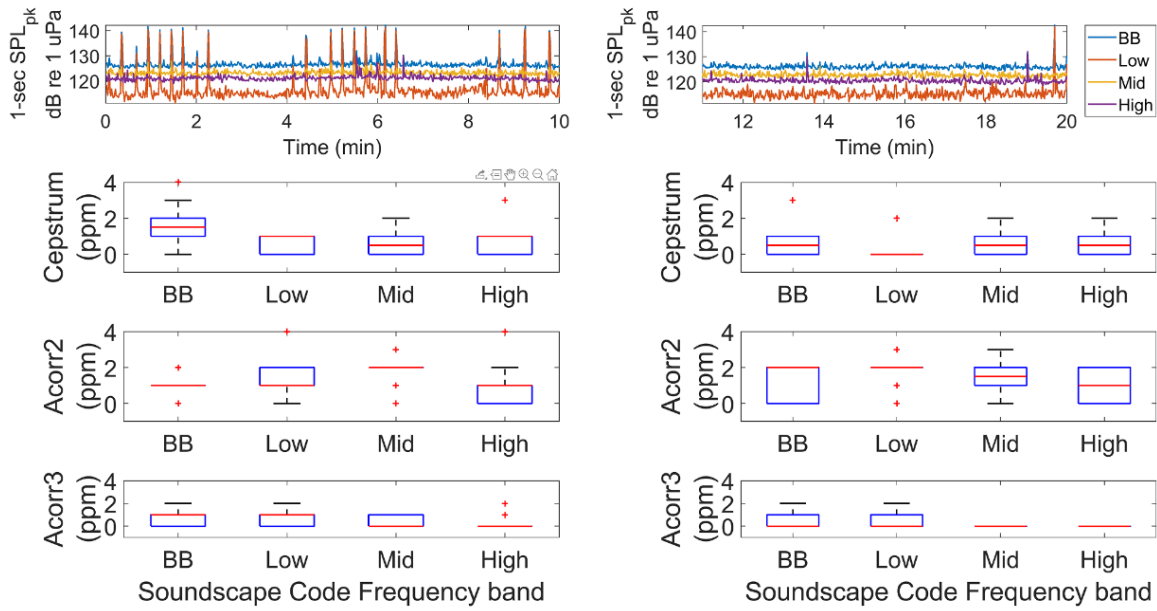 1-sec SPLpk
dB re 1 uPa
140
130
120
0 2 4 6 8 10
Time (min)
1-sec SPLpk
dB re 1 uPa
140
130
120
12 14 16 18 20
Time (min)
BB
Low
Mid
High
Cepstrum
(ppm)
4
2
0
BB Low Mid High
Cepstrum
(ppm)
4
2
0
BB Low Mid High
Acorr2
(ppm)
4
2
0
BB Low Mid High
Acorr2
(ppm)
4
2
0
BB Low Mid High
Acorr3
(ppm)
4
2
0
BB Low Mid High
Soundscape Code Frequency band
Acorr3
(ppm)
4
2
0
BB Low Mid High
Soundscape Code Frequency band